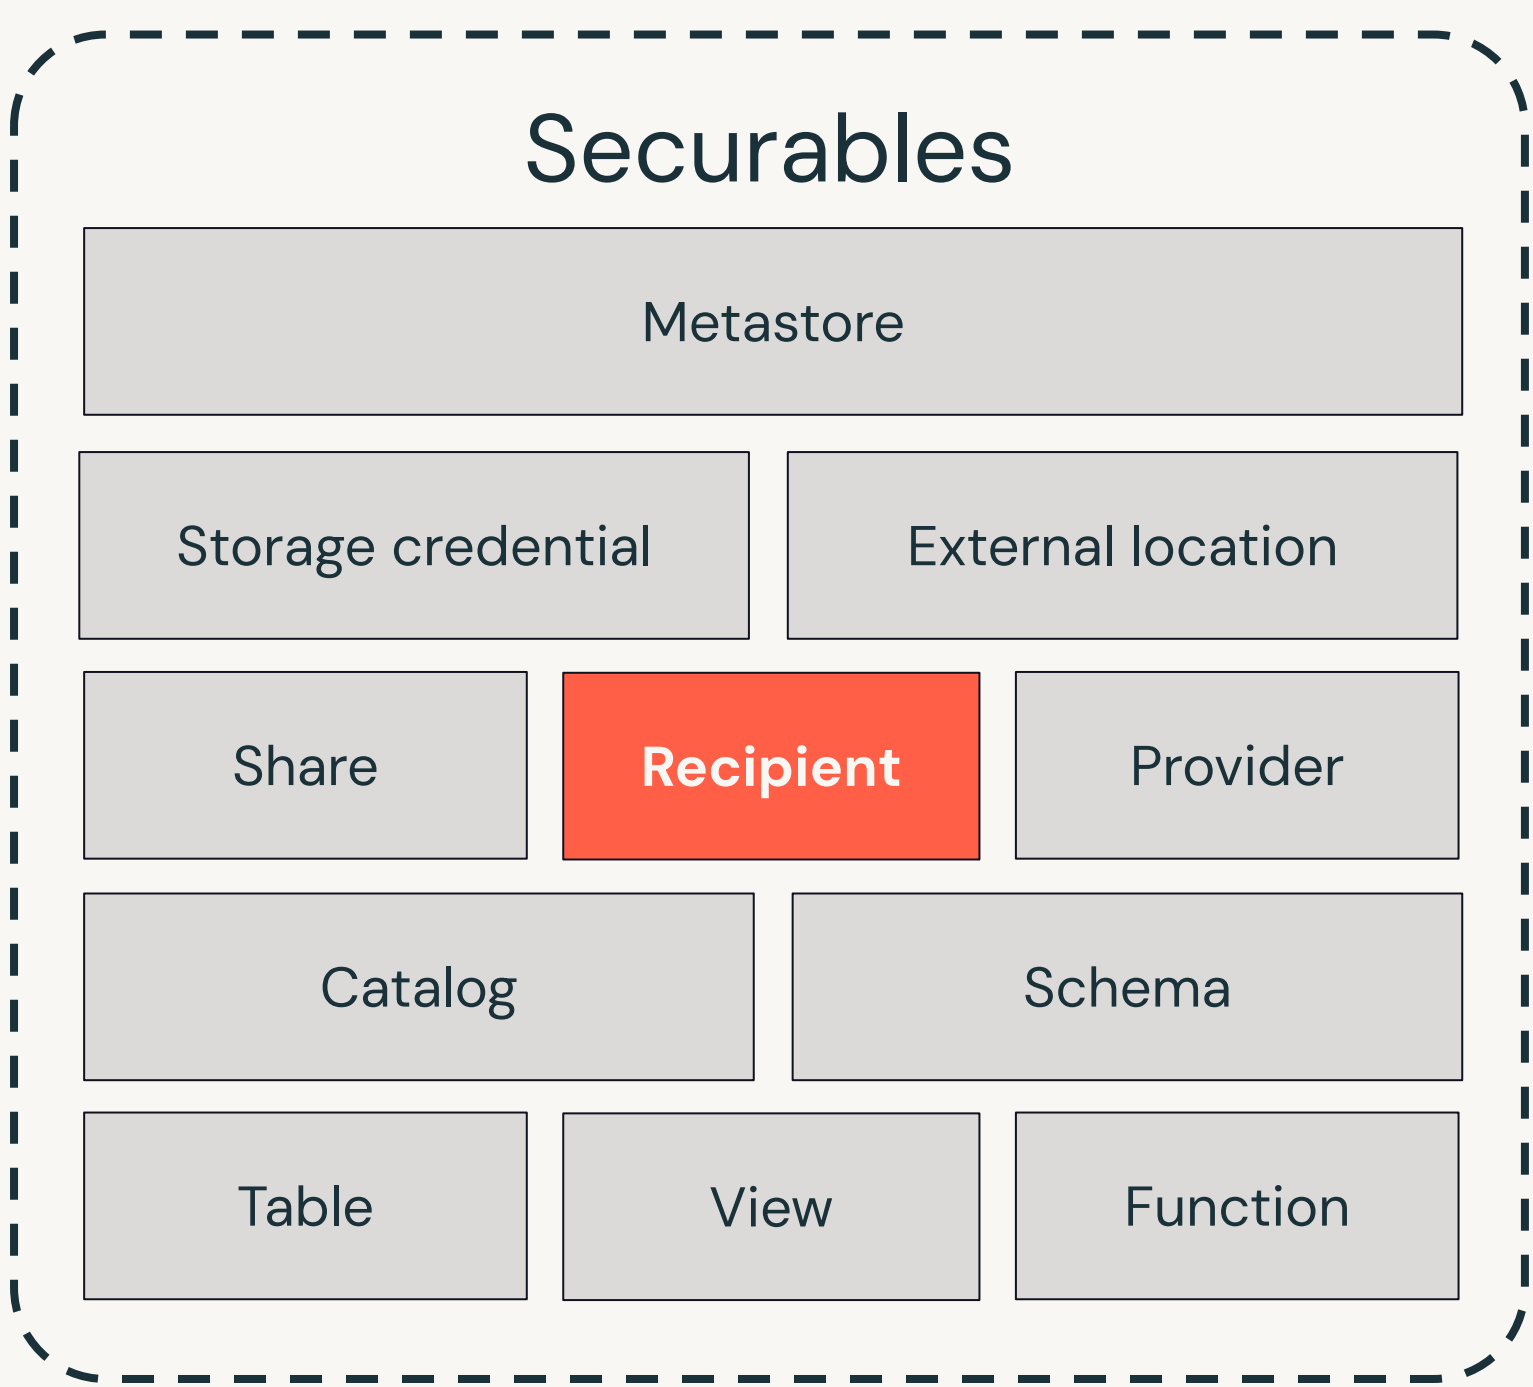 Securables
Metastore
Storage credential
External location
Share
Recipient
Provider
Catalog
Schema
Table
View
Function